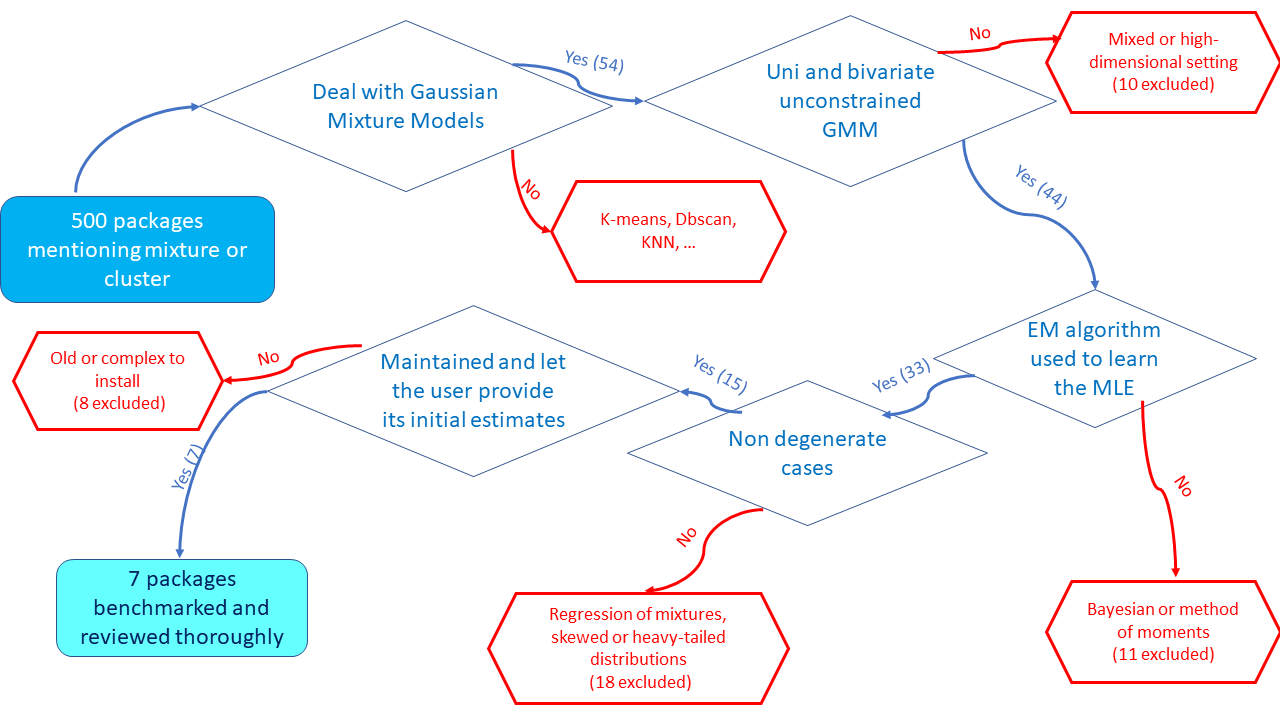 500 packages
mentioning mixture or
cluster
Deal with Gaussian
Mixture Models
Yes (54)
No
K-means, Dbscan,
KNN, …
Uni and bivariate
unconstrained
GMM
No
Mixed or high-
dimensional setting
(10 excluded)
Yes (44)
EM algorithm
used to learn
the MLE
No
Bayesian or method
of moments
(11 excluded)
Yes (33)
Non degenerate
cases
No
Regression of mixtures,
skewed or heavy-tailed
distributions
(18 excluded)
Yes (15)
Maintained and let
the user provide
its initial estimates
No
Old or complex to
install
(8 excluded)
Yes (7)
7 packages
benchmarked and
reviewed thoroughly